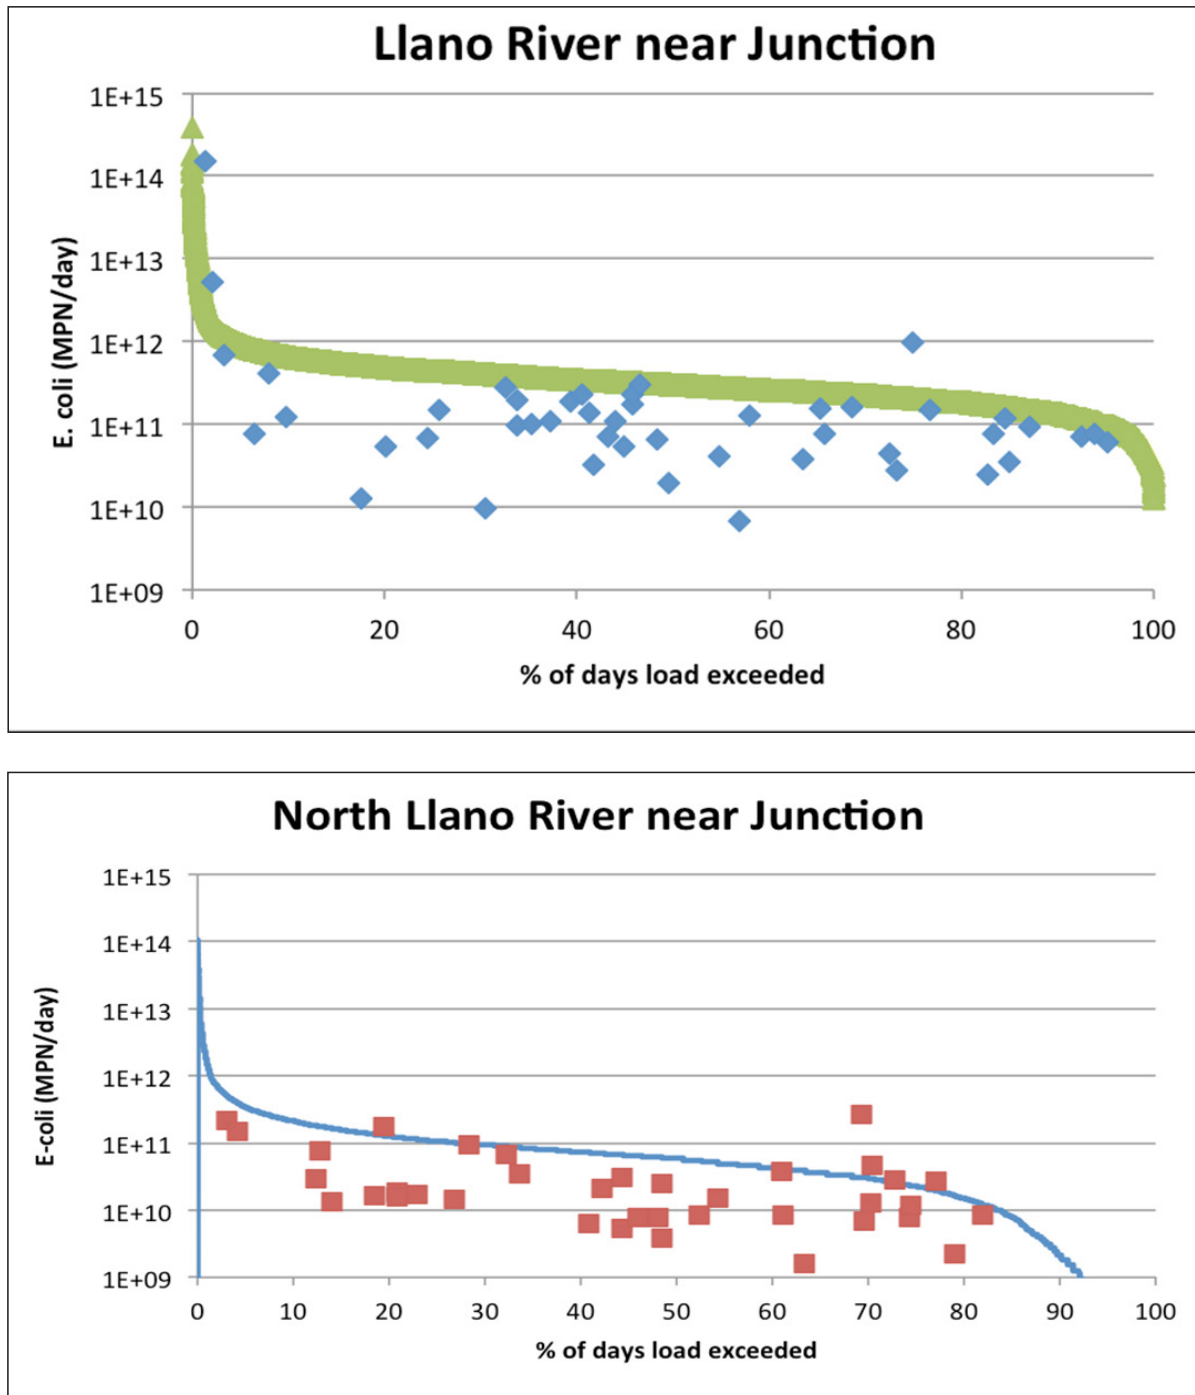 Llano River near Junction
1E+15
1E+14
1E+13
1E+12
1E+11
1E+10
1E+09
E. coli (MPN/day)
0 20 40 60 80 100
% of days load exceeded
North Llano River near Junction
1E+15
1E+14
1E+13
1E+12
1E+11
1E+10
1E+09
E-coli (MPN/day)
0 10 20 30 40 50 60 70 80 90 100
% of days load exceeded